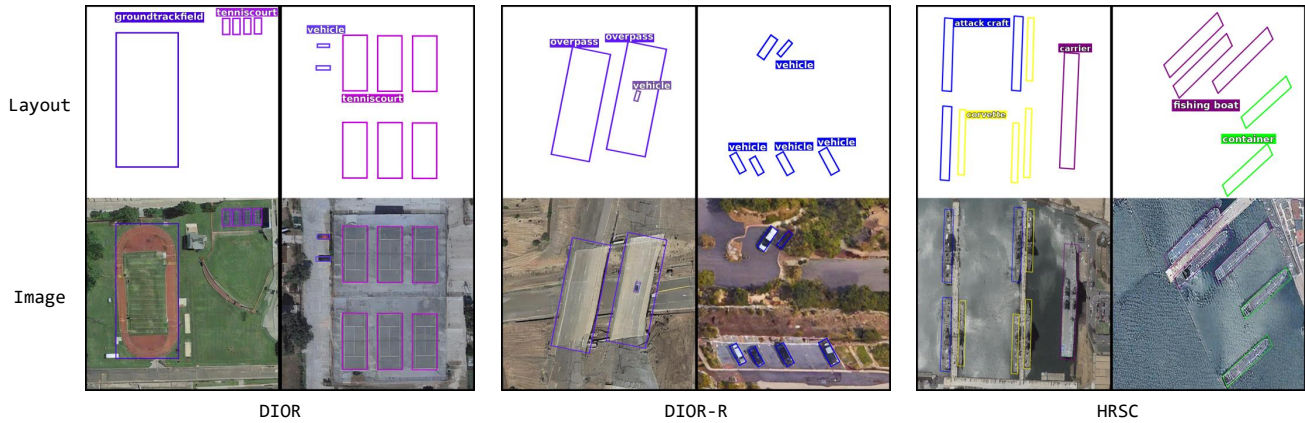 Layout
groundtrackfield
tenniscourt
vehicle
tenniscourt
overpass
overpass
vehicle
vehicle
vehicle
vehicle
vehicle
attack craft
carrier
corvette
fishing boat
container
Image
DIOR
DIOR-R
HRSC